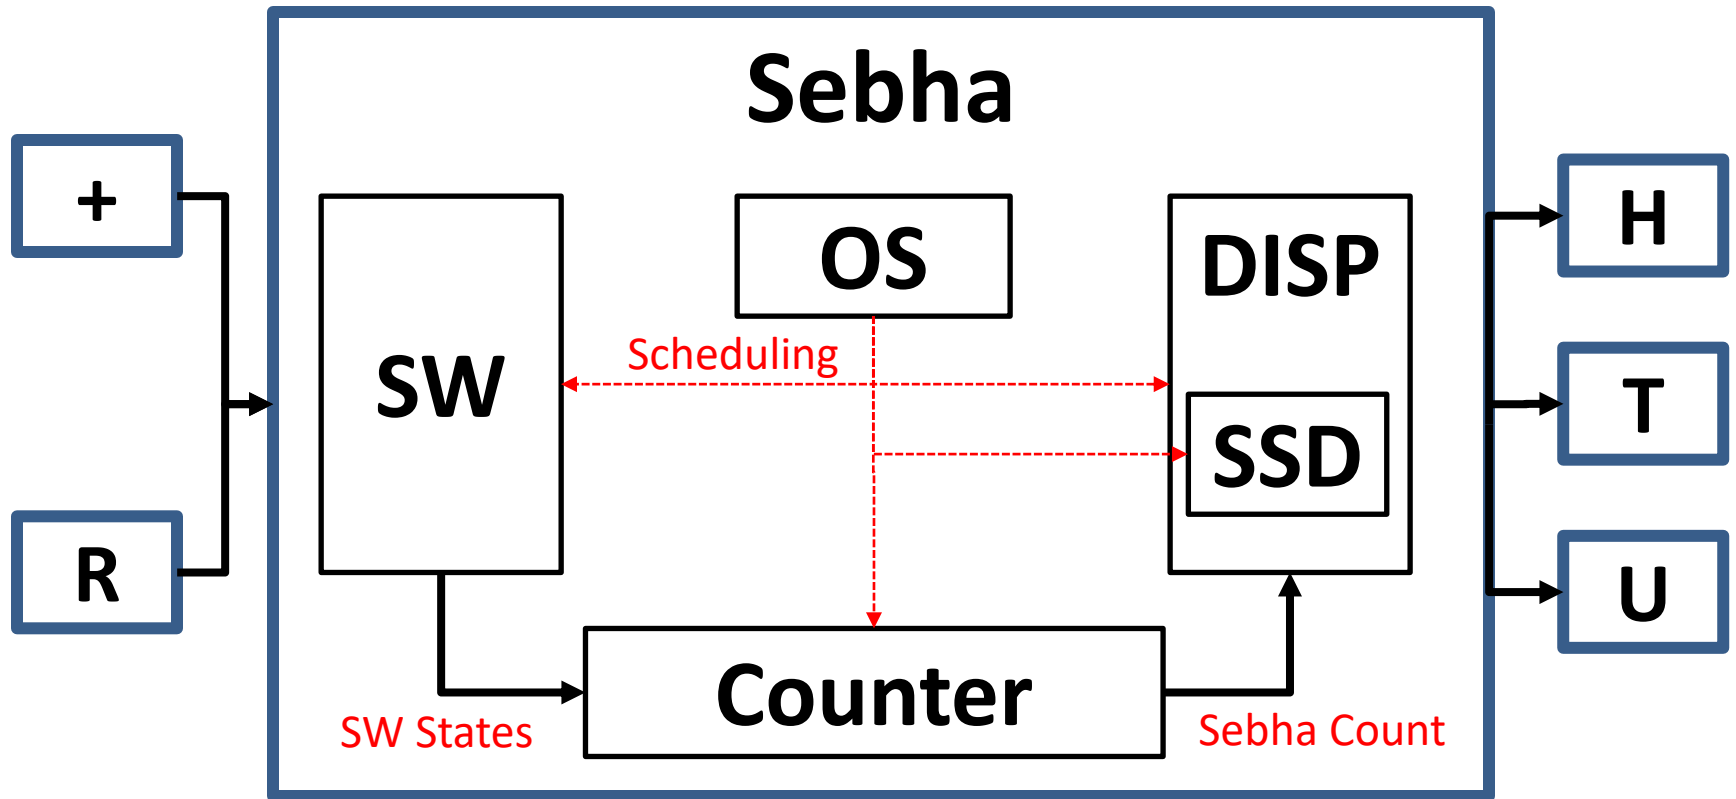 Sebha
+
R
SW
OS
DISP
SSD
Scheduling
Counter
SW States
Sebha Count
H
T
U